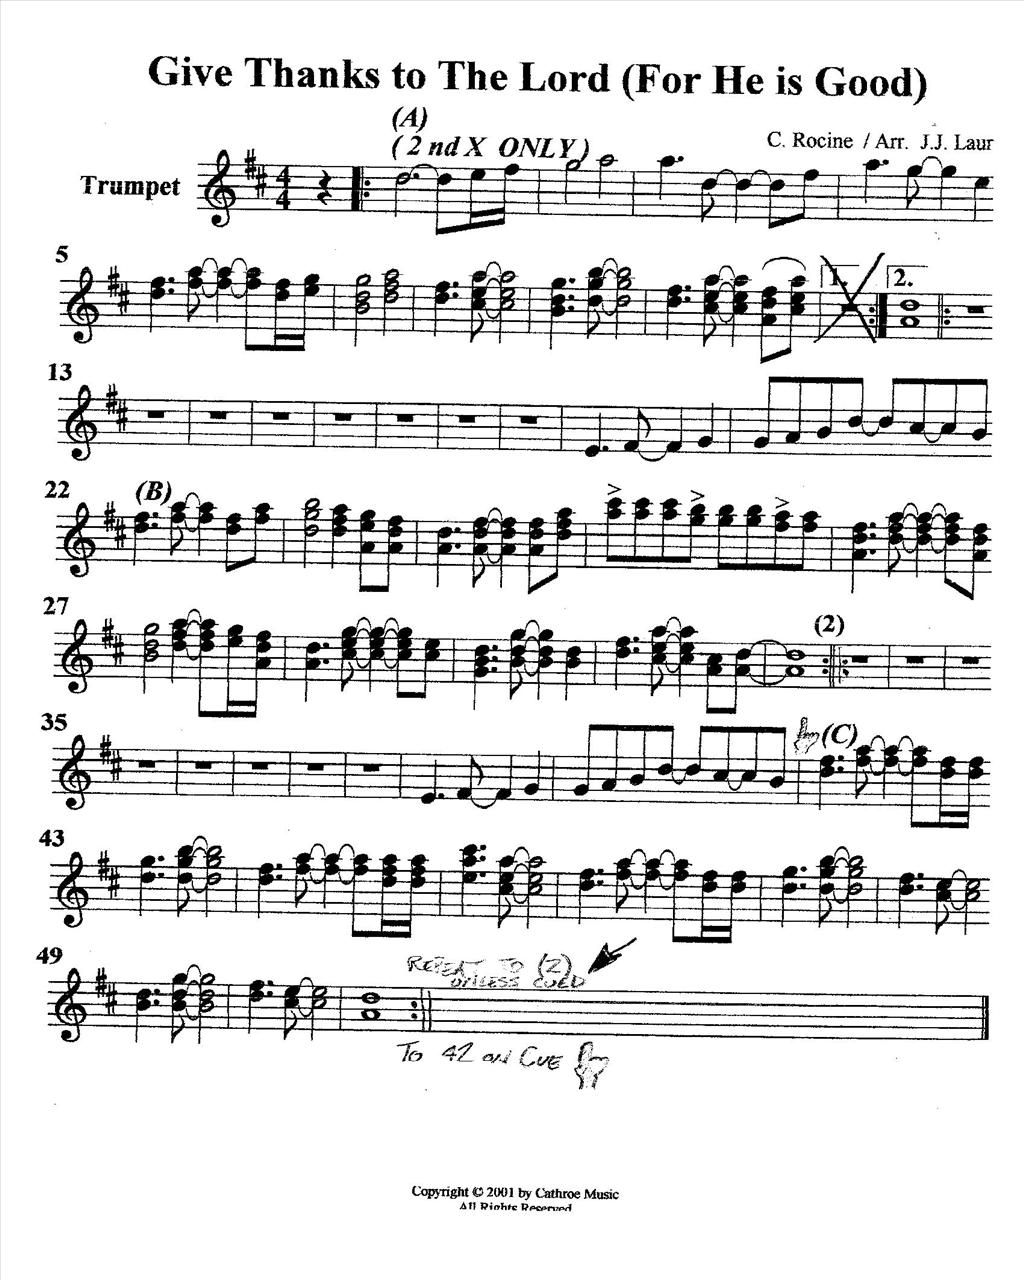 Give Thanks to The Lord (For He is Good)
(A)
( 2 nd X ONLY )
C. Rocine / Arr. J.J. Laur
Trumpet
4
4
5
1.
2.
13
22
(B)
27
(2)
35
(C)
43
49
REPEAT TO (2)
UNLESS CUED
TO 42 ON CUE
Copyright © 2001 by Cathroe Music
All Rights Reserved